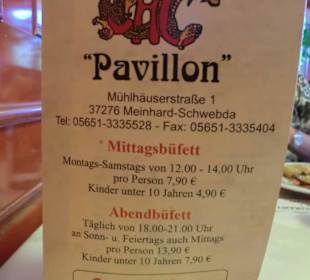 CHC
"Pavillon"
Mühlhäuserstraße 1
37276 Meinhard-Schwebda
Tel: 05651-3335528 - Fax: 05651-3335404
Mittagsbüfett
Montags-Samstags von 12.00 - 14.00 Uhr
pro Person 7,90 €
Kinder unter 10 Jahren 4,90 €
Abendbüfett
Täglich von 18.00-21.00 Uhr
an Sonn- u. Feiertags auch Mittags
pro Person 13,90 €
Kinder unter 10 Jahren 7,90 €